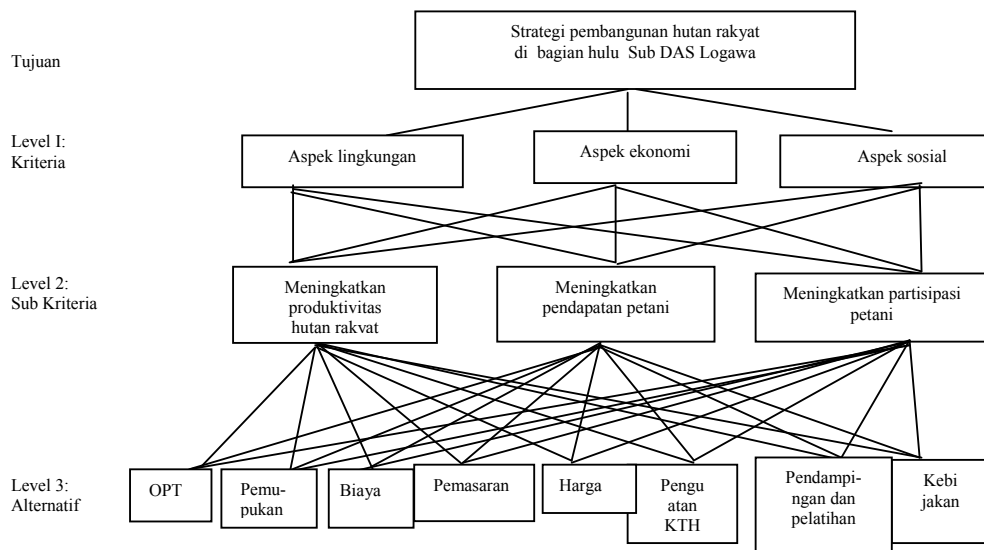 Tujuan
Strategi pembangunan hutan rakyat
di bagian hulu Sub DAS Logawa
Level I:
Kriteria
Aspek lingkungan
Aspek ekonomi
Aspek sosial
Level 2:
Sub Kriteria
Meningkatkan
produktivitas
hutan rakyat
Meningkatkan
pendapatan petani
Meningkatkan partisipasi
petani
Level 3:
Alternatif
OPT
Pemu-
pukan
Biaya
Pemasaran
Harga
Pengu
atan
KTH
Pendampi-
ngan dan
pelatihan
Kebi
jakan